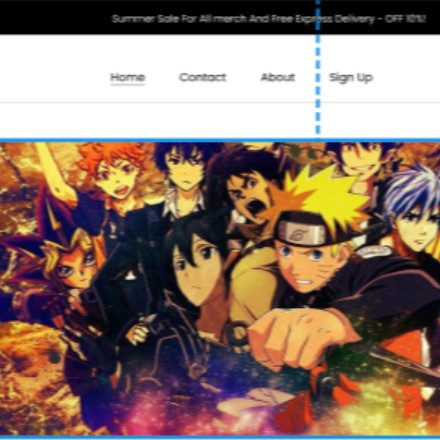 Summer Sale For All merch And Free Express Delivery - OFF 10%!
Home Contact About Sign Up